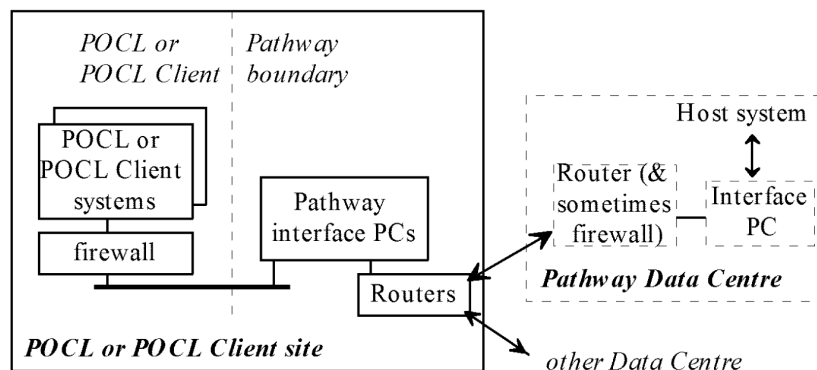 POCL or
POCL Client
Pathway
boundary
POCL or
POCL Client
systems
firewall
Pathway
interface PCs
Routers
POCL or POCL Client site
Host system
Router (&
sometimes
firewall)
Interface
PC
Pathway Data Centre
other Data Centre